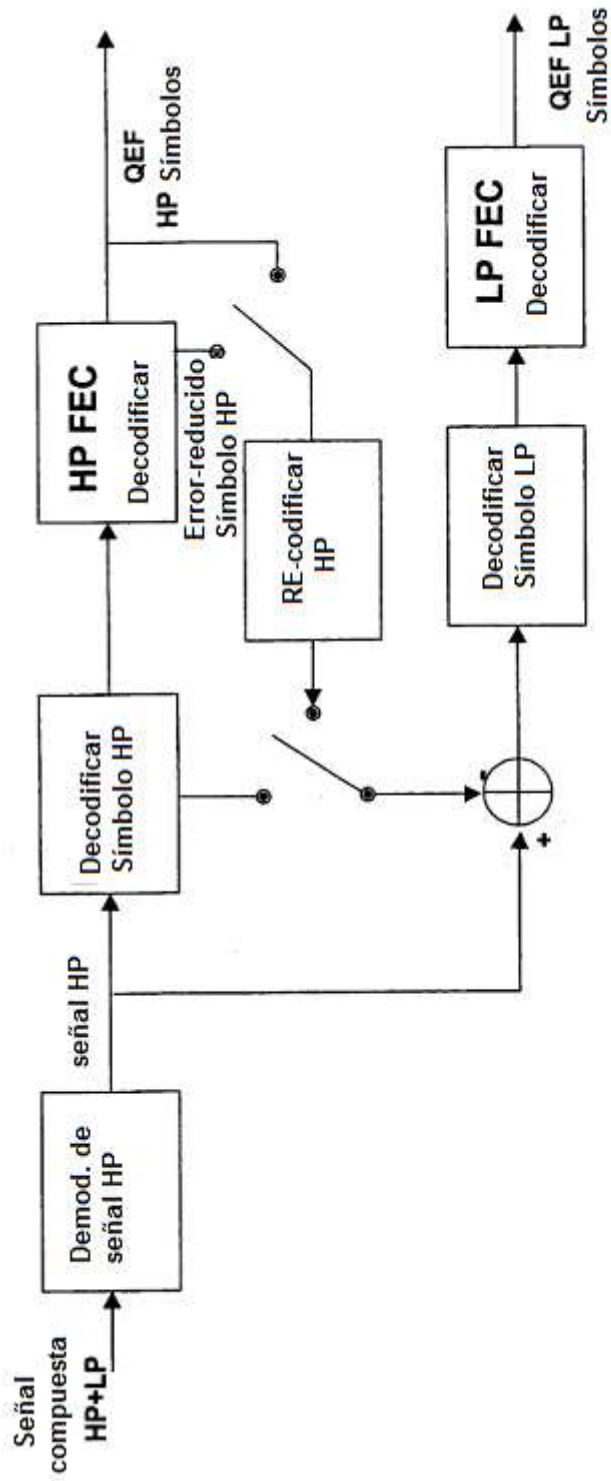 Señal
compuesta
HP+LP
Demod. de
señal HP
señal HP
Decodificar
Símbolo HP
HP FEC
Decodificar
QEF
HP Símbolos
Error-reducido
Símbolo HP
RE-codificar
HP
-
+
Decodificar
Símbolo LP
LP FEC
Decodificar
QEF LP
Símbolos